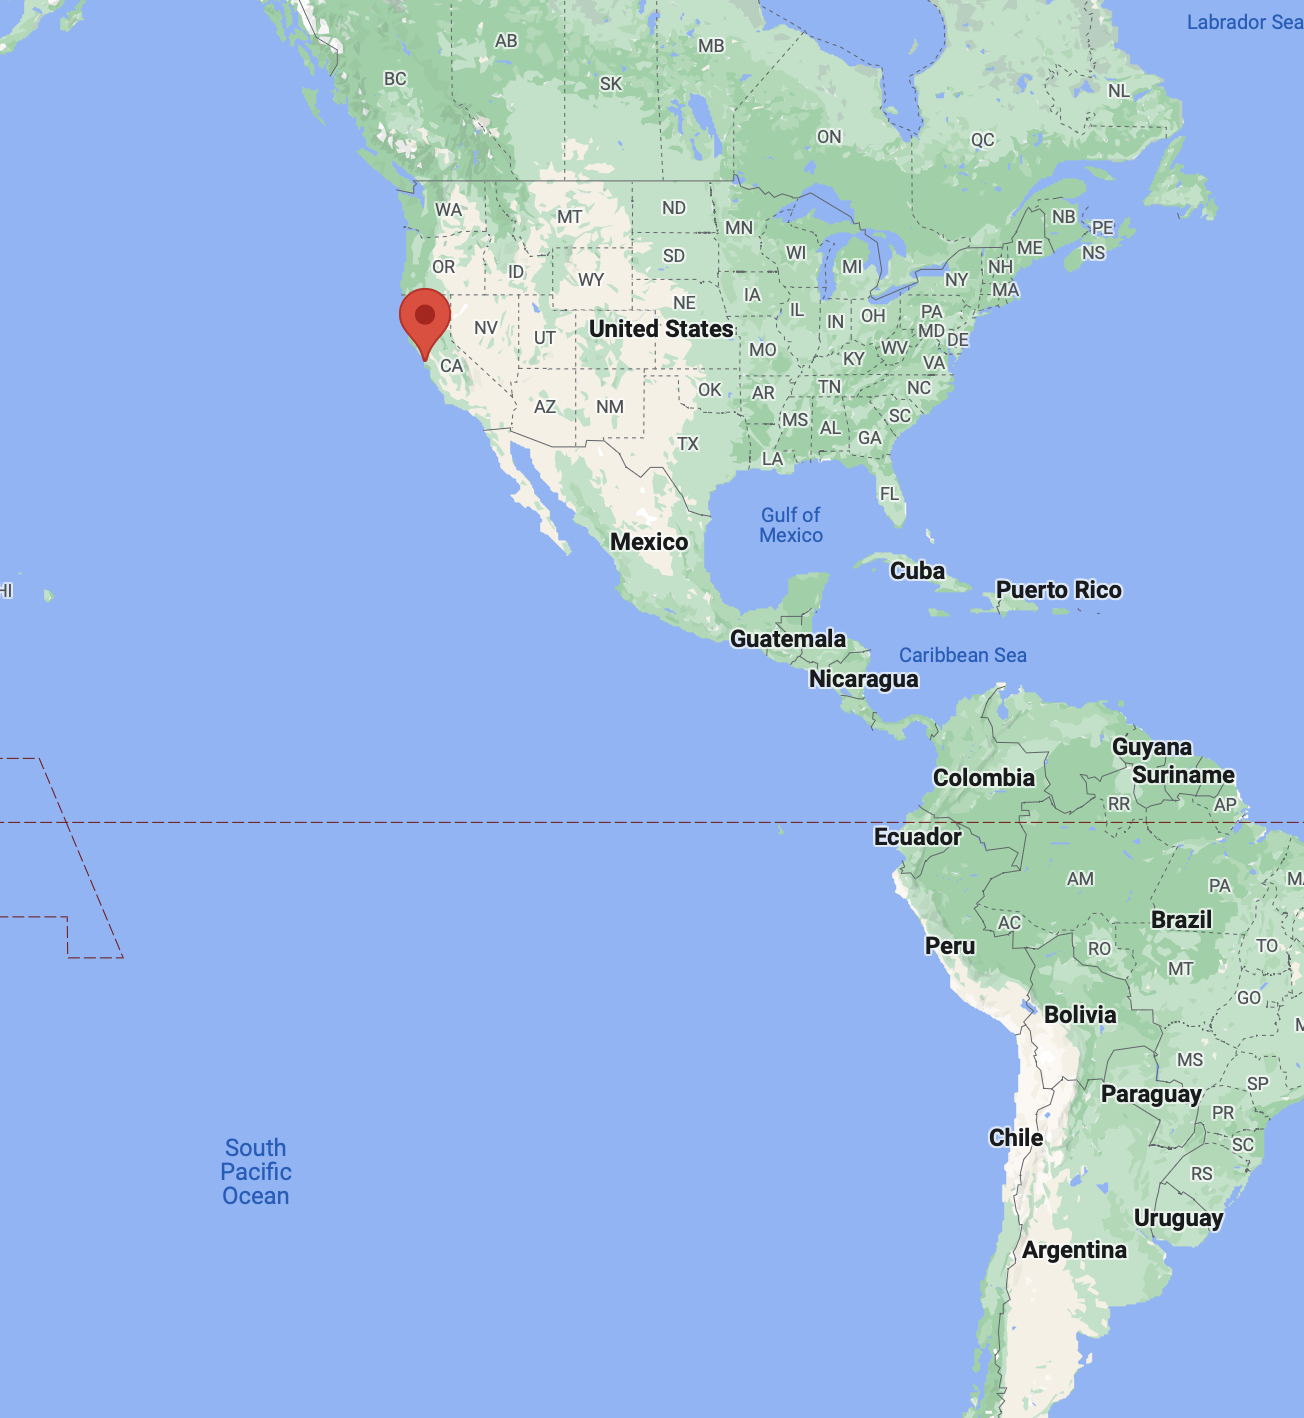 Labrador Sea
AB
MB
BC
SK
NL
ON
QC
WA
MT
ND
MN
NB
PE
NS
OR
ID
SD
WI
MI
ME
NH
NY
MA
WY
IA
NE
IL
IN
OH
PA
MD
DE
NV
UT
United States
MO
KY
WV
VA
CA
AZ
NM
OK
AR
TN
NC
MS
AL
SC
GA
TX
LA
FL
Gulf of
Mexico
Mexico
Cuba
Puerto Rico
HI
Guatemala
Caribbean Sea
Nicaragua
Guyana
Suriname
Colombia
RR
AP
Ecuador
AM
PA
MA
AC
Brazil
Peru
RO
TO
MT
GO
Bolivia
M
MS
SP
Paraguay
PR
Chile
SC
South
Pacific
Ocean
RS
Uruguay
Argentina